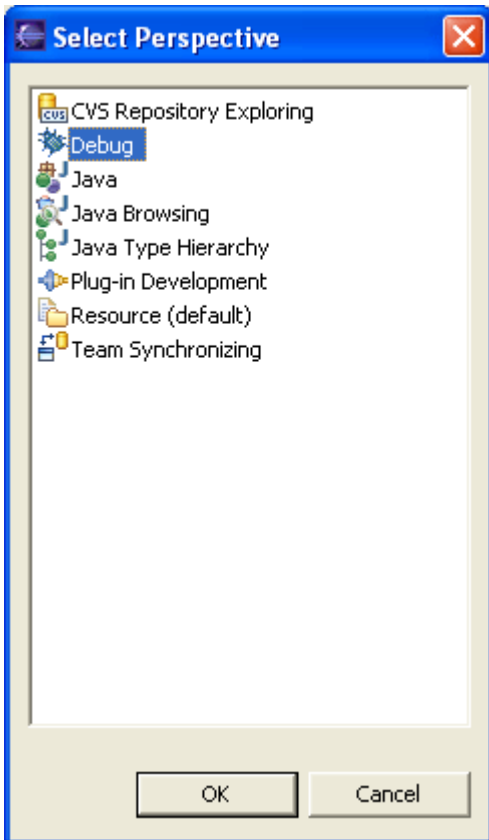 Select Perspective
CVS Repository Exploring
Debug
Java
Java Browsing
Java Type Hierarchy
Plug-in Development
Resource (default)
Team Synchronizing
OK Cancel